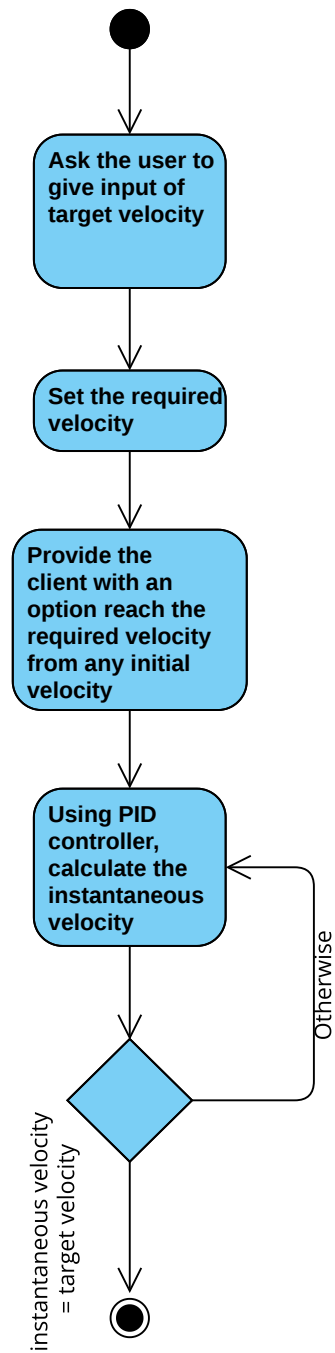 Ask the user to
give input of
target velocity
Set the required
velocity
Provide the
client with an
option reach the
required velocity
from any initial
velocity
Using PID
controller,
calculate the
instantaneous
velocity
Otherwise
instantaneous velocity
= target velocity